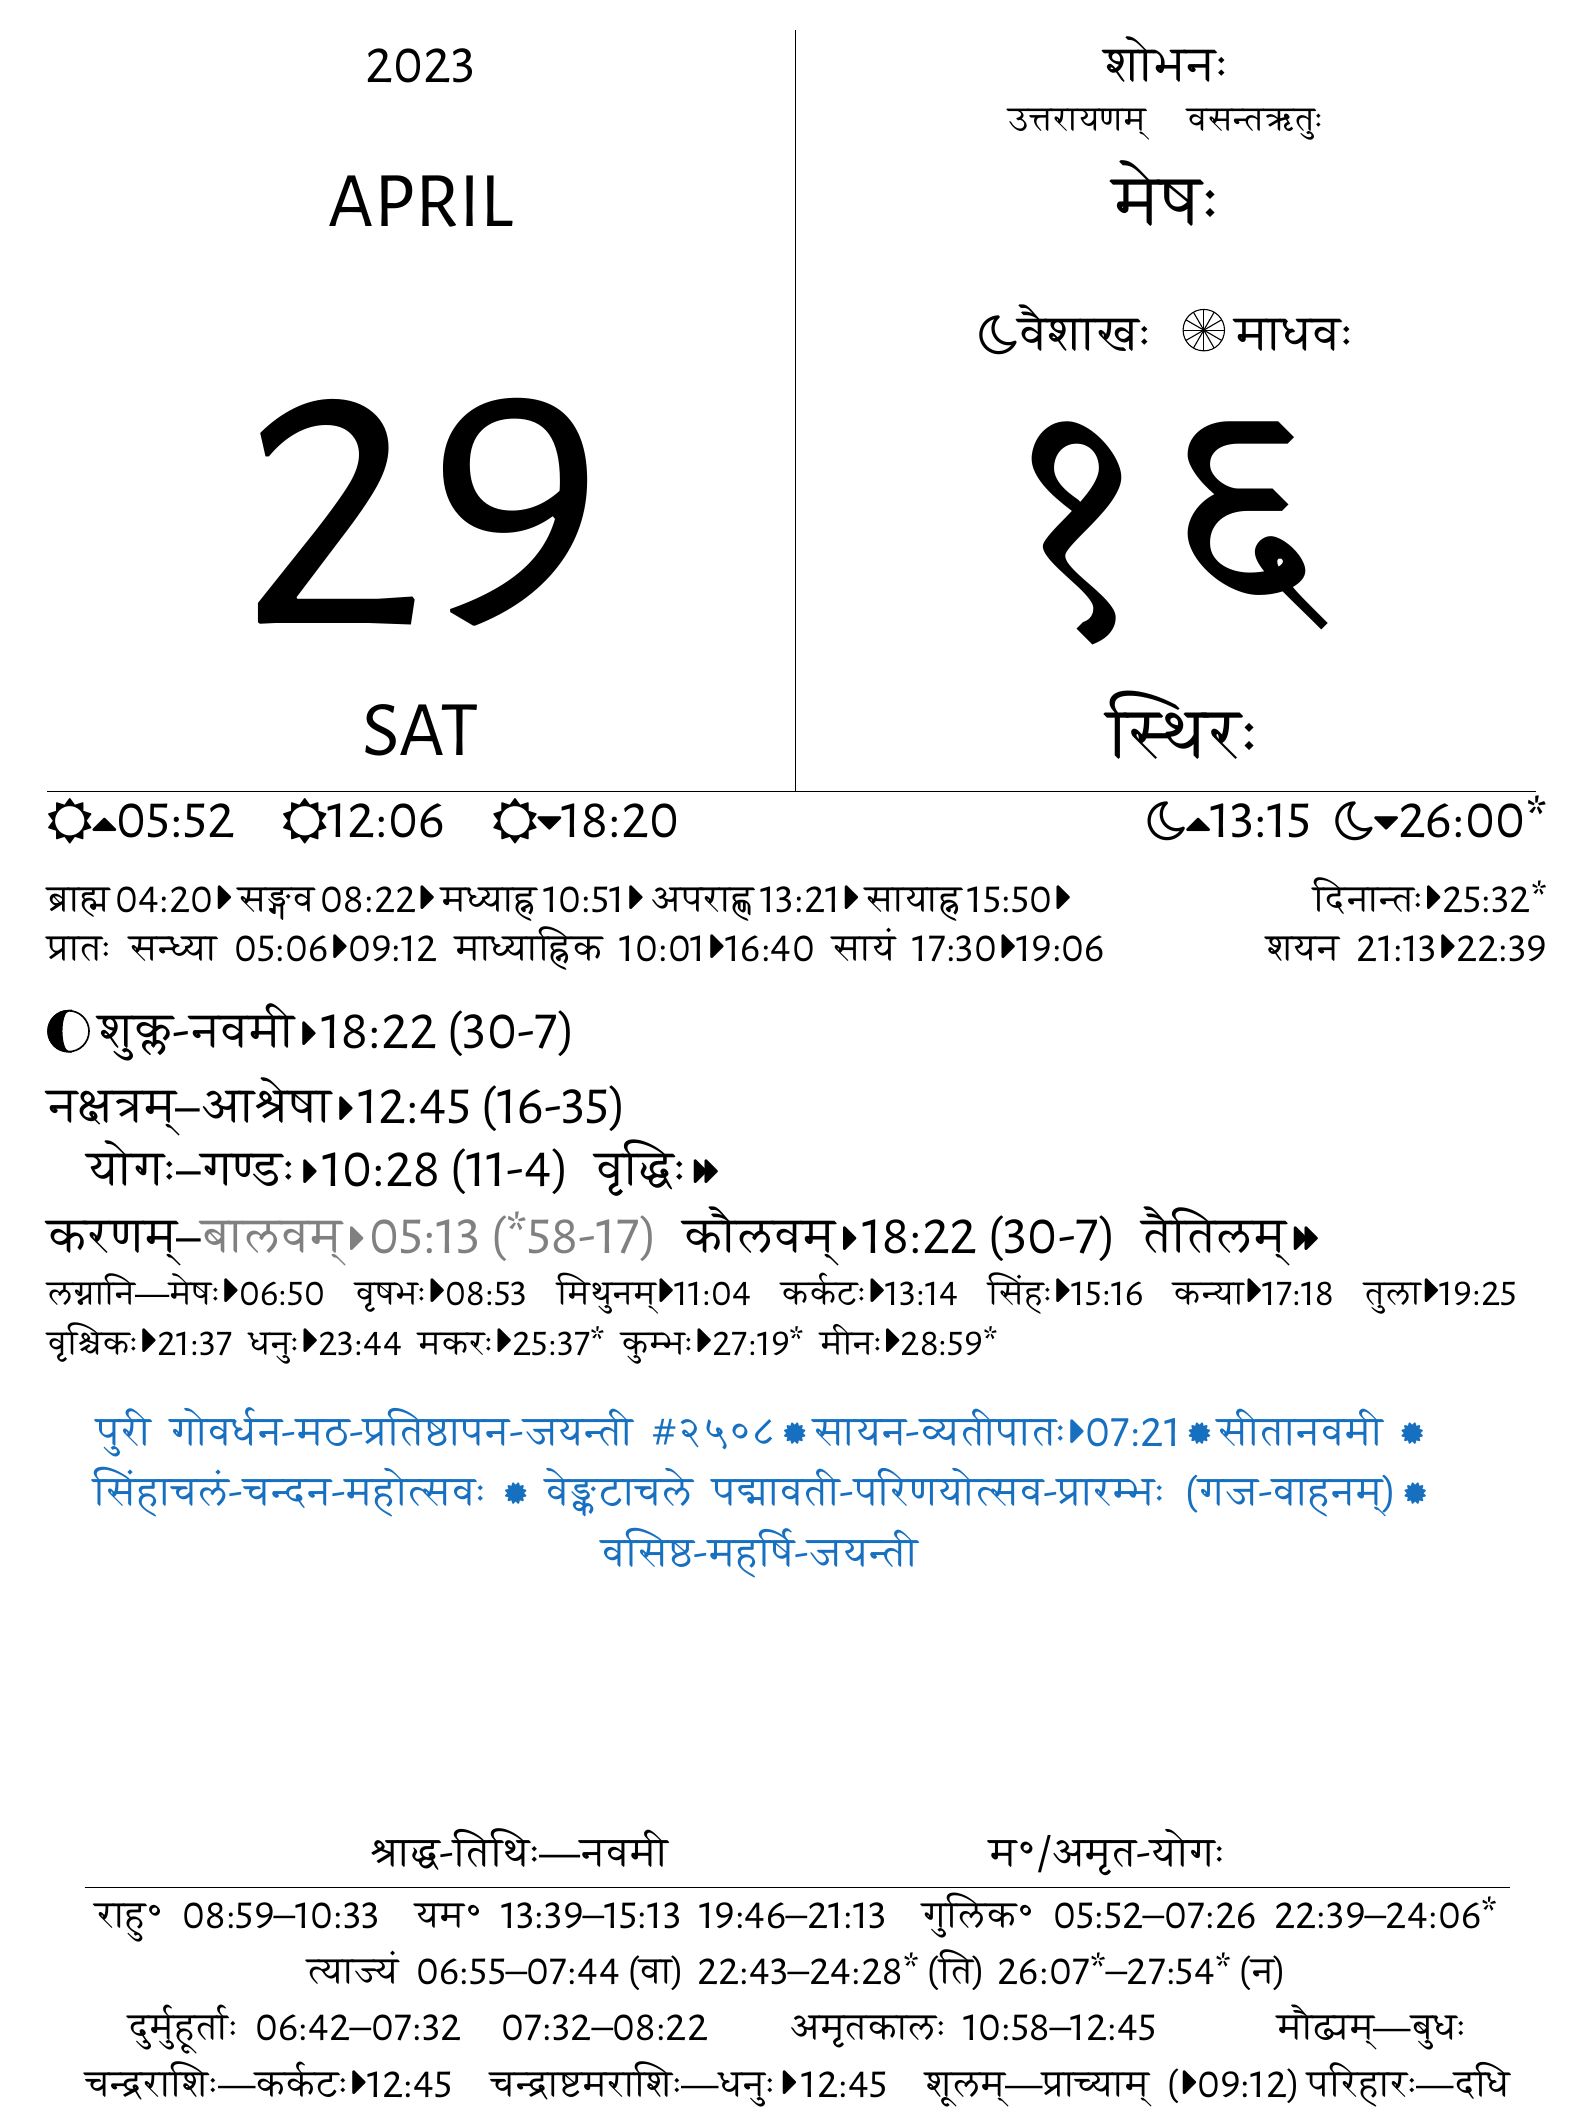 2023
APRIL
29
SAT
शोभनः
उत्तरायणम् वसन्तऋतुः
मेषः
वैशाखः माधवः
१६
स्थिरः
05:52 12:06 18:20 13:15 26:00*
ब्राह्म 04:20 सङ्गव 08:22 मध्याह्न 10:51 अपराह्ण 13:21 सायाह्न 15:50 दिनान्तः 25:32*
प्रातः सन्ध्या 05:06 09:12 माध्याह्निक 10:01 16:40 सायं 17:30 19:06 शयन 21:13 22:39
शुक्ल-नवमी 18:22 (30-7)
नक्षत्रम्–आश्रेषा 12:45 (16-35)
योगः–गण्डः 10:28 (11-4) वृद्धिः
करणम्–बालवम् 05:13 (*58-17) कौलवम् 18:22 (30-7) तैतिलम्
लग्नानि—मेषः 06:50 वृषभः 08:53 मिथुनम् 11:04 कर्कटः 13:14 सिंहः 15:16 कन्या 17:18 तुला 19:25
वृश्चिकः 21:37 धनुः 23:44 मकरः 25:37* कुम्भः 27:19* मीनः 28:59*
पुरी गोवर्धन-मठ-प्रतिष्ठापन-जयन्ती #२५०८ सायन-व्यतीपातः 07:21 सीतानवमी
सिंहाचलं-चन्दन-महोत्सवः वेङ्कटाचले पद्मावती-परिणयोत्सव-प्रारम्भः (गज-वाहनम्)
वसिष्ठ-महर्षि-जयन्ती
श्राद्ध-तिथिः—नवमी म॰/अमृत-योगः
राहु॰ 08:59–10:33 यम॰ 13:39–15:13 19:46–21:13 गुलिक॰ 05:52–07:26 22:39–24:06*
त्याज्यं 06:55–07:44 (वा) 22:43–24:28* (ति) 26:07*–27:54* (न)
दुर्मुहूर्ताः 06:42–07:32 07:32–08:22 अमृतकालः 10:58–12:45 मौढ्यम्—बुधः
चन्द्रराशिः—कर्कटः 12:45 चन्द्राष्टमराशिः—धनुः 12:45 शूलम्—प्राच्याम् ( 09:12) परिहारः—दधि